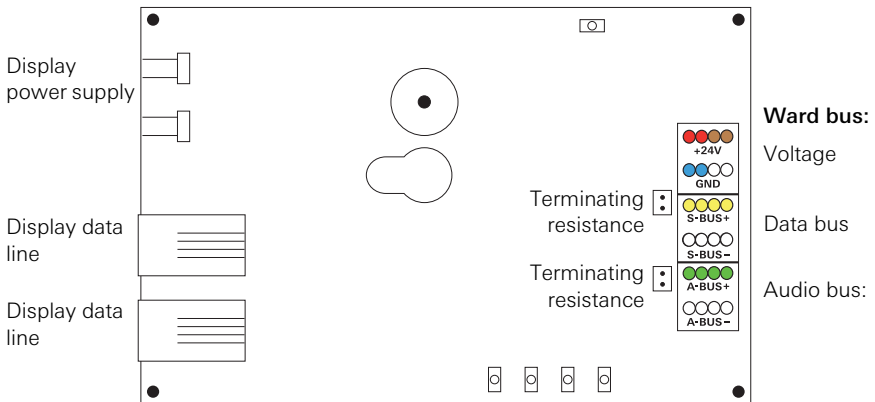 Display
power supply
Display data
line
Display data
line
Terminating
resistance
Terminating
resistance
+24V
GND
S-BUS+
S-BUS−
A-BUS+
A-BUS−
Ward bus:
Voltage
Data bus
Audio bus: